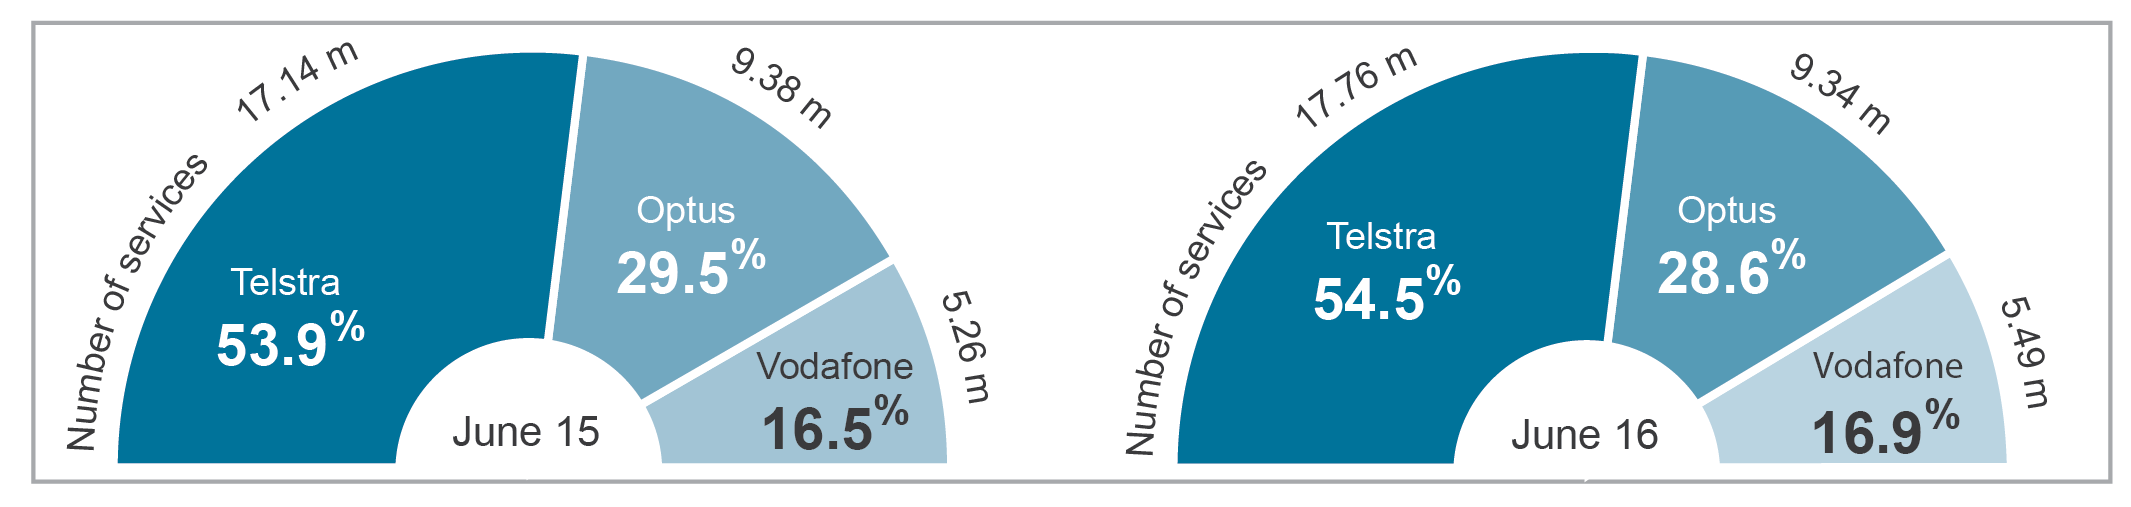 Number of services
17.14 m
9.38 m
5.26 m
Telstra
53.9%
Optus
29.5%
Vodafone
16.5%
June 15
Number of services
17.76 m
9.34 m
5.49 m
Telstra
54.5%
Optus
28.6%
Vodafone
16.9%
June 16